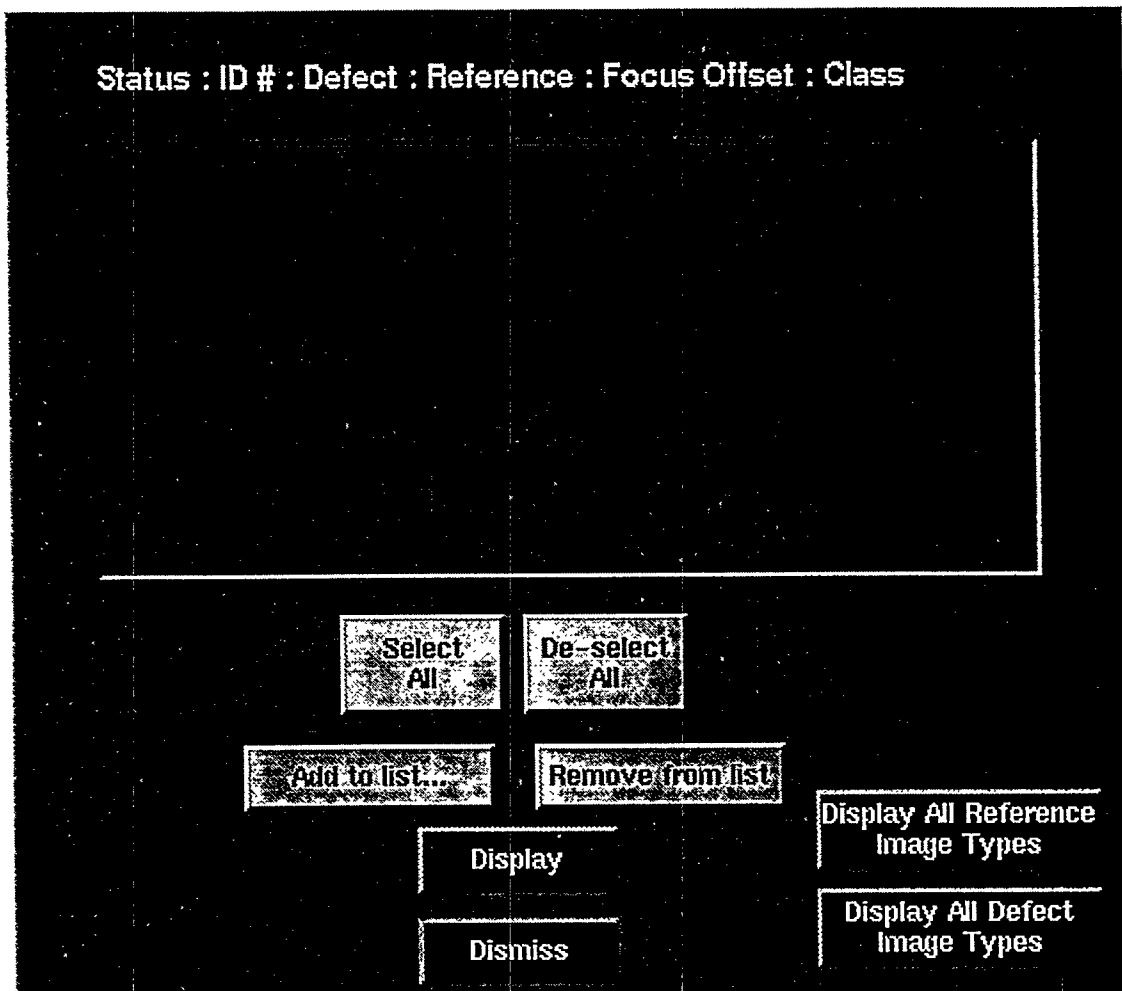 Status : ID # : Defect : Reference : Focus Offset : Class
Select
All
De-select
All
Add to list...
Remove from list
Display
Dismiss
Display All Reference
Image Types
Display All Defect
Image Types